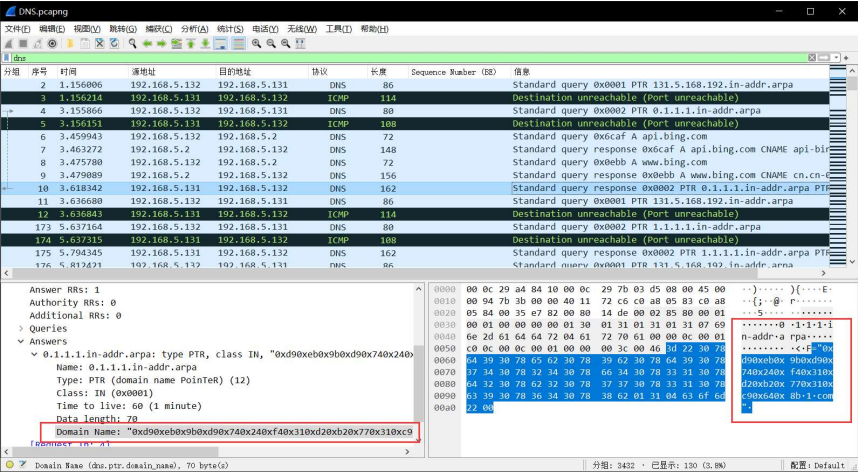 DNS.pcapng
文件(F) 编辑(E) 视图(V) 跳转(G) 捕获(C) 分析(A) 统计(S) 电话(Y) 无线(W) 工具(T) 帮助(H)
dns
分组 序号 时间 源地址 目的地址 协议 长度 Sequence Number (BE) 信息
2 1.156006 192.168.5.132 192.168.5.131 DNS 86 Standard query 0x0001 PTR 131.5.168.192.in-addr.arpa
3 1.156214 192.168.5.131 192.168.5.132 ICMP 114 Destination unreachable (Port unreachable)
4 3.155866 192.168.5.132 192.168.5.131 DNS 80 Standard query 0x0002 PTR 0.1.1.1.in-addr.arpa
5 3.156151 192.168.5.131 192.168.5.132 ICMP 108 Destination unreachable (Port unreachable)
6 3.459943 192.168.5.132 192.168.5.2 DNS 72 Standard query 0x6caf A api.bing.com
7 3.463272 192.168.5.2 192.168.5.132 DNS 148 Standard query response 0x6caf A api.bing.com CNAME api-bin
8 3.475780 192.168.5.132 192.168.5.2 DNS 72 Standard query 0x0ebb A www.bing.com
9 3.479089 192.168.5.2 192.168.5.132 DNS 156 Standard query response 0x0ebb A www.bing.com CNAME cn.cn-0
10 3.618342 192.168.5.131 192.168.5.132 DNS 162 Standard query response 0x0002 PTR 0.1.1.1.in-addr.arpa PTR
11 3.636680 192.168.5.132 192.168.5.131 DNS 86 Standard query 0x0001 PTR 131.5.168.192.in-addr.arpa
12 3.636843 192.168.5.131 192.168.5.132 ICMP 114 Destination unreachable (Port unreachable)
173 5.637164 192.168.5.132 192.168.5.131 DNS 80 Standard query 0x0002 PTR 1.1.1.1.in-addr.arpa
174 5.637315 192.168.5.131 192.168.5.132 ICMP 108 Destination unreachable (Port unreachable)
175 5.794345 192.168.5.131 192.168.5.132 DNS 162 Standard query response 0x0002 PTR 1.1.1.1.in-addr.arpa PTR
176 5.812421 192.168.5.132 192.168.5.131 DNS 86 Standard query 0x0001 PTR 131.5.168.192.in-addr.arpa
Answer RRs: 1
Authority RRs: 0
Additional RRs: 0
Queries
Answers
0.1.1.1.in-addr.arpa: type PTR, class IN, "0xd90xeb0x9b0xd90x740x240x
Name: 0.1.1.1.in-addr.arpa
Type: PTR (domain name PoinTeR) (12)
Class: IN (0x0001)
Time to live: 60 (1 minute)
Data length: 70
Domain Name: "0xd90xeb0x9b0xd90x740x240xf40x310xd20xb20x770x310xc9
[Request In: 4]
0000 00 0c 29 a4 84 10 00 0c 29 7b 03 d5 08 00 45 00 ··)····· ){····E·
0010 00 94 7b 3b 00 00 40 11 72 c6 c0 a8 05 83 c0 a8 ··{;··@· r·······
0020 05 84 00 35 e7 82 00 80 14 de 00 02 85 80 00 01 ···5···· ········
0030 00 01 00 00 00 00 01 30 01 31 01 31 01 31 07 69 ·······0 ·1·1·1·i
0040 6e 2d 61 64 64 72 04 61 72 70 61 00 00 0c 00 01 n-addr·a rpa·····
0050 c0 0c 00 0c 00 01 00 00 00 3c 00 46 3d 22 30 78 ········ ·<·F="0x
0060 64 39 30 78 65 62 30 78 39 62 30 78 64 39 30 78 d90xeb0x 9b0xd90x
0070 37 34 30 78 32 34 30 78 66 34 30 78 33 31 30 78 740x240x f40x310x
0080 64 32 30 78 62 32 30 78 37 37 30 78 33 31 30 78 d20xb20x 770x310x
0090 63 39 30 78 36 34 30 78 38 62 01 31 04 63 6f 6d c90x640x 8b·1·com
00a0 22 00 "·
Domain Name (dns.ptr.domain_name), 70 byte(s) 分组: 3432 · 已显示: 130 (3.8%) 配置: Default